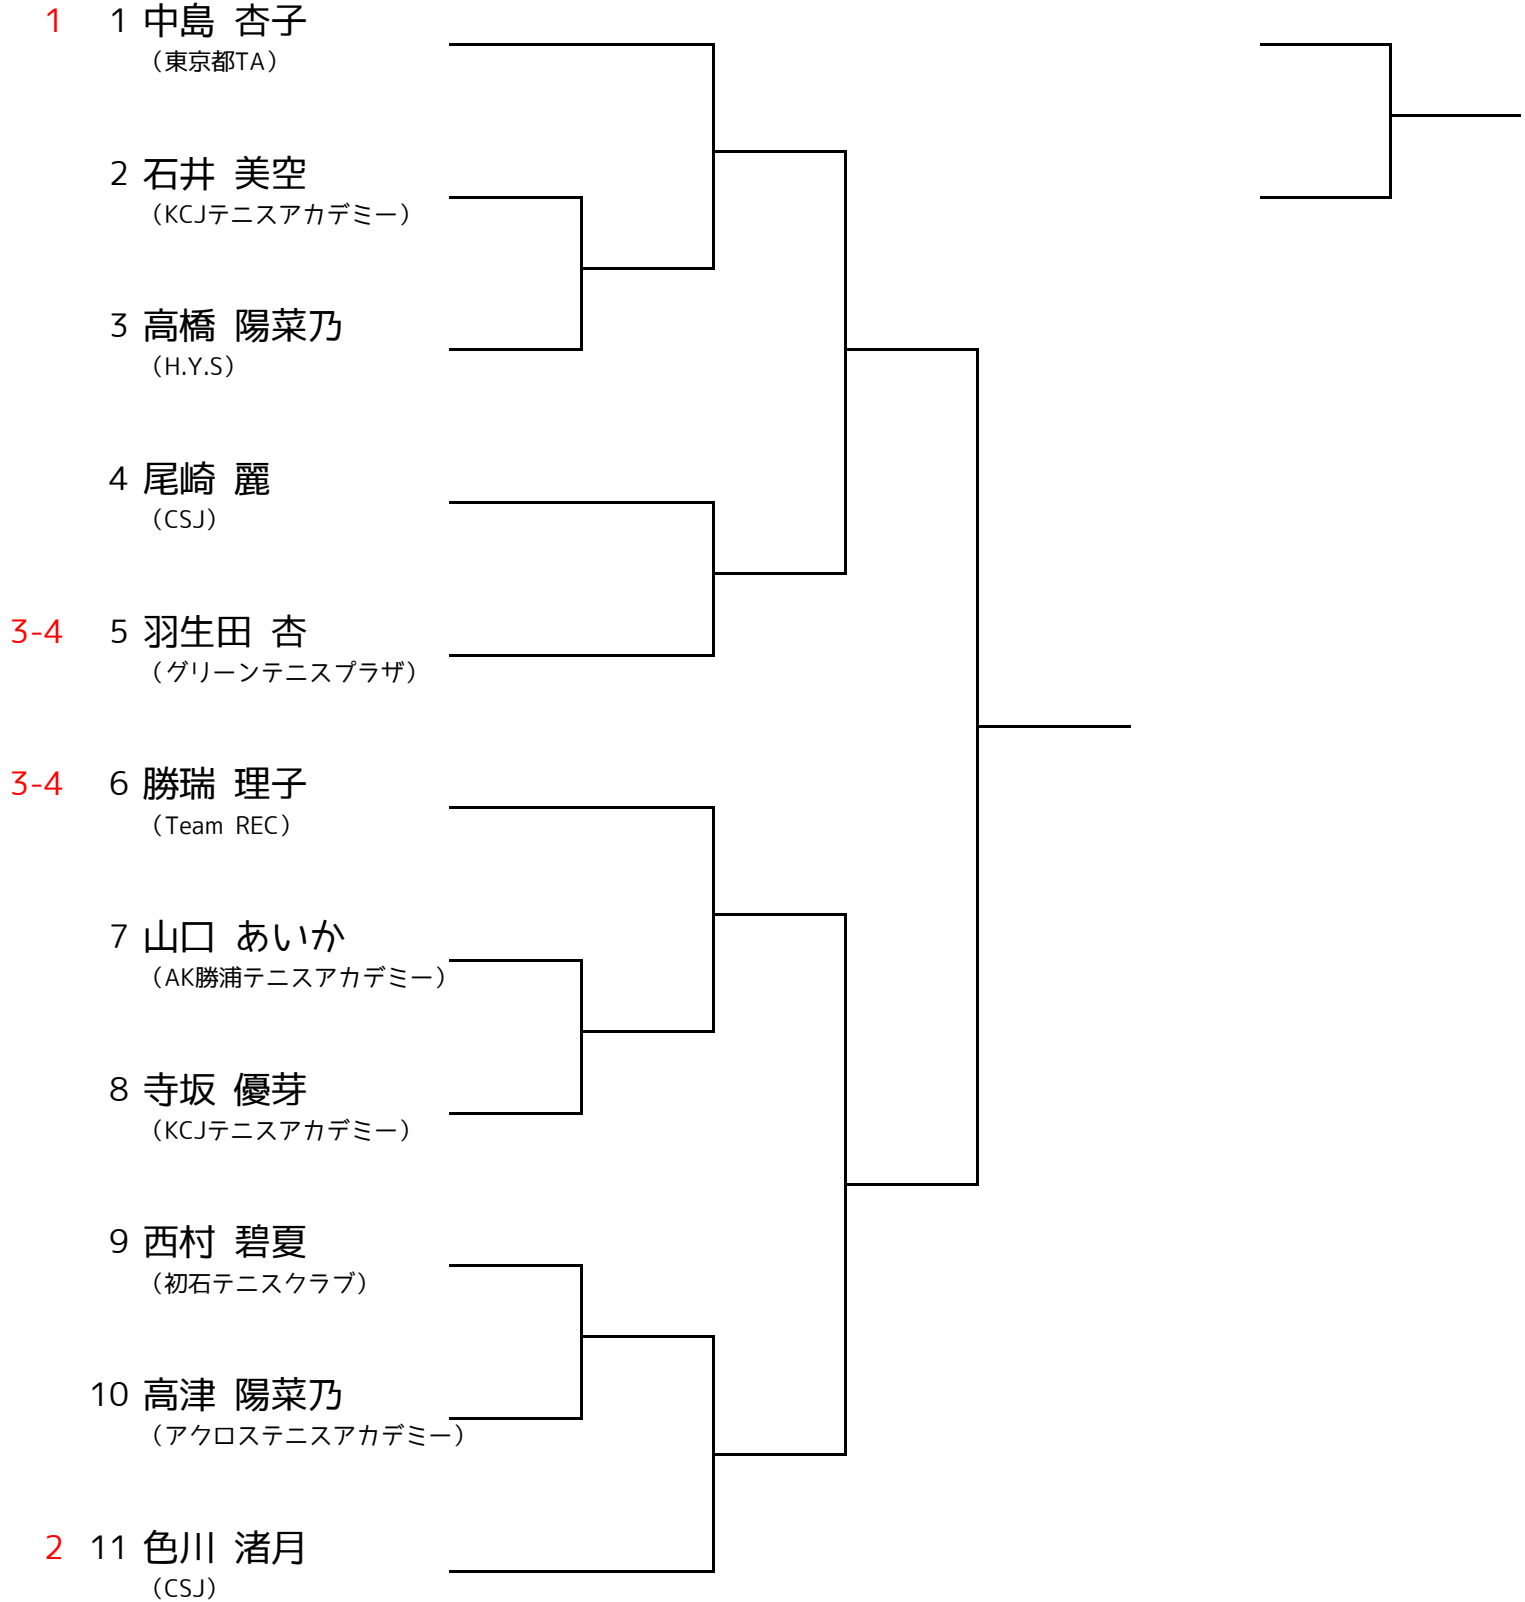 1 1 中島 杏子
（東京都TA）
2 石井 美空
（KCJテニスアカデミー）
3 高橋 陽菜乃
（H.Y.S）
4 尾崎 麗
（CSJ）
3-4 5 羽生田 杏
（グリーンテニスプラザ）
3-4 6 勝瑞 理子
（Team REC）
7 山口 あいか
（AK勝浦テニスアカデミー）
8 寺坂 優芽
（KCJテニスアカデミー）
9 西村 碧夏
（初石テニスクラブ）
10 高津 陽菜乃
（アクロステニスアカデミー）
2 11 色川 渚月
（CSJ）